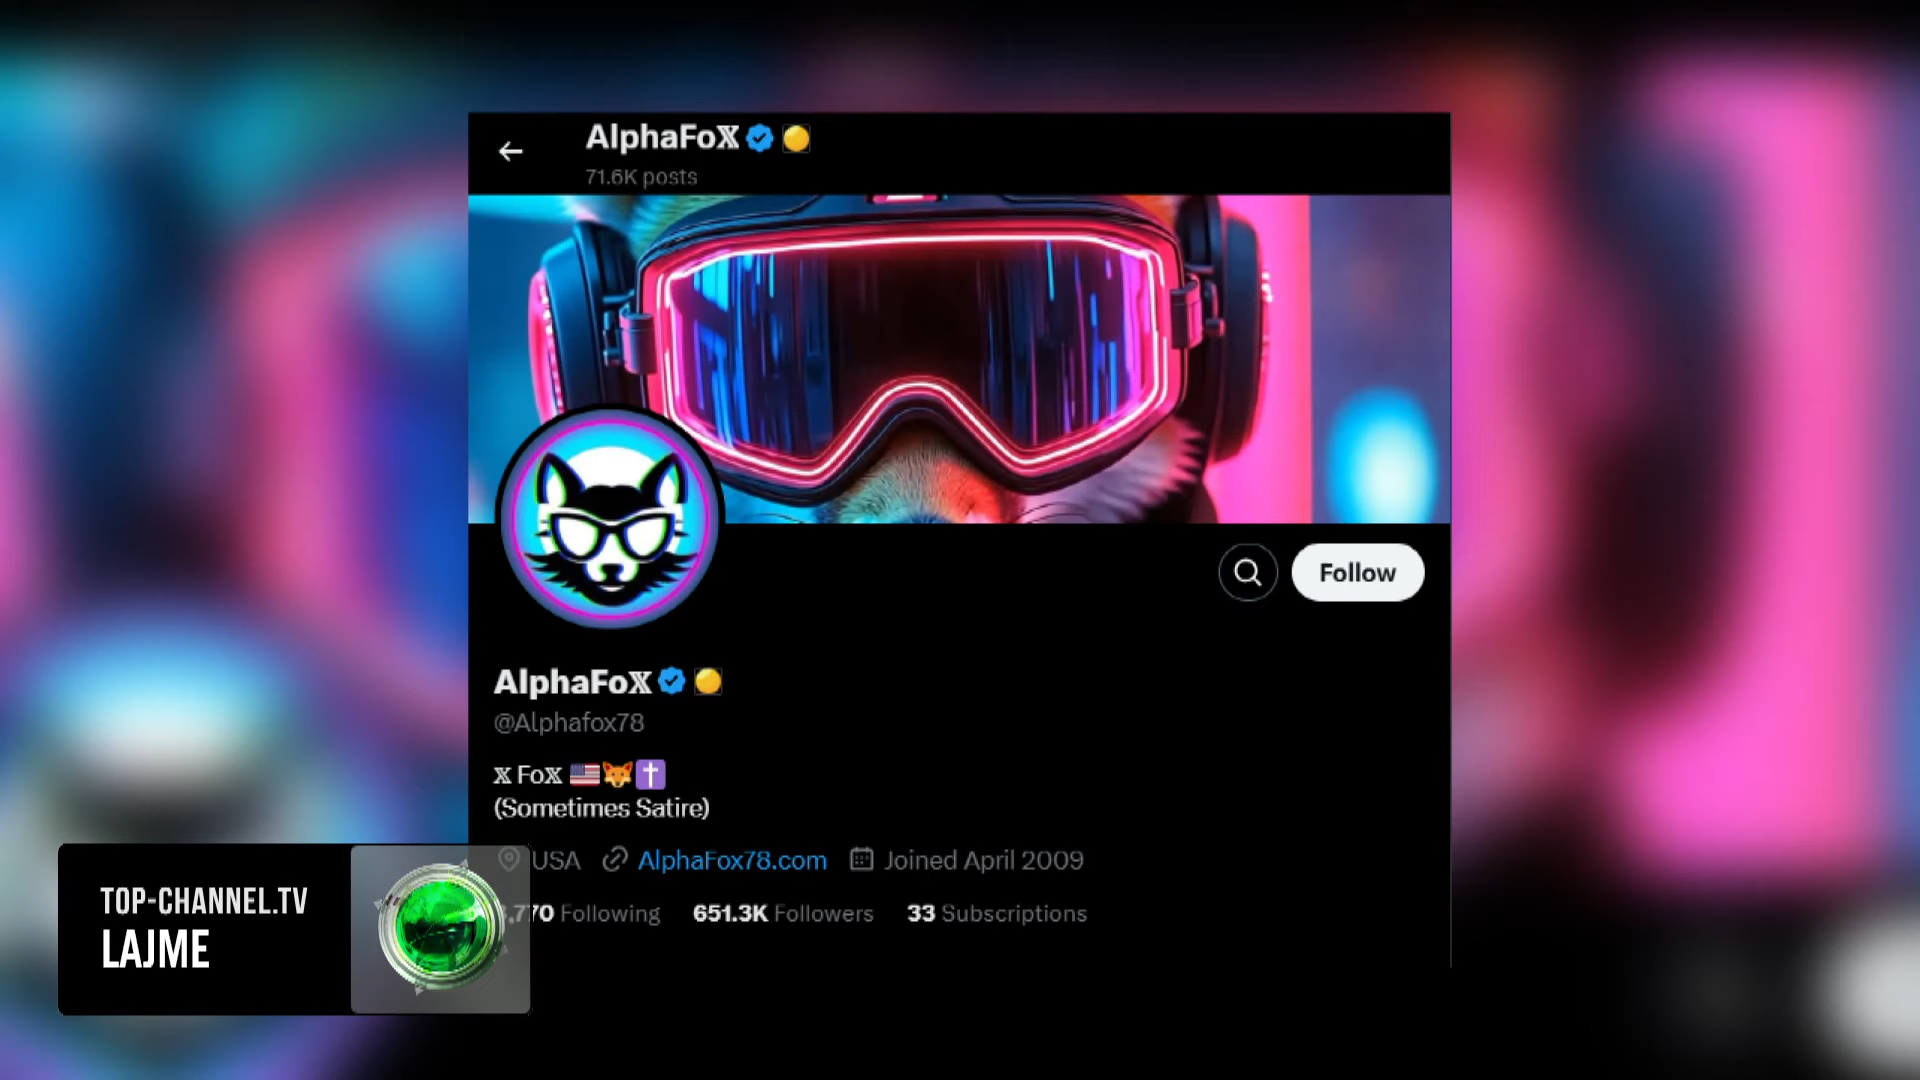 AlphaFo𝕏
71.6K posts
Follow
AlphaFo𝕏
@Alphafox78
𝕏 Fo𝕏
(Sometimes Satire)
USA AlphaFox78.com Joined April 2009
,770 Following 651.3K Followers 33 Subscriptions
TOP-CHANNEL.TV
LAJME